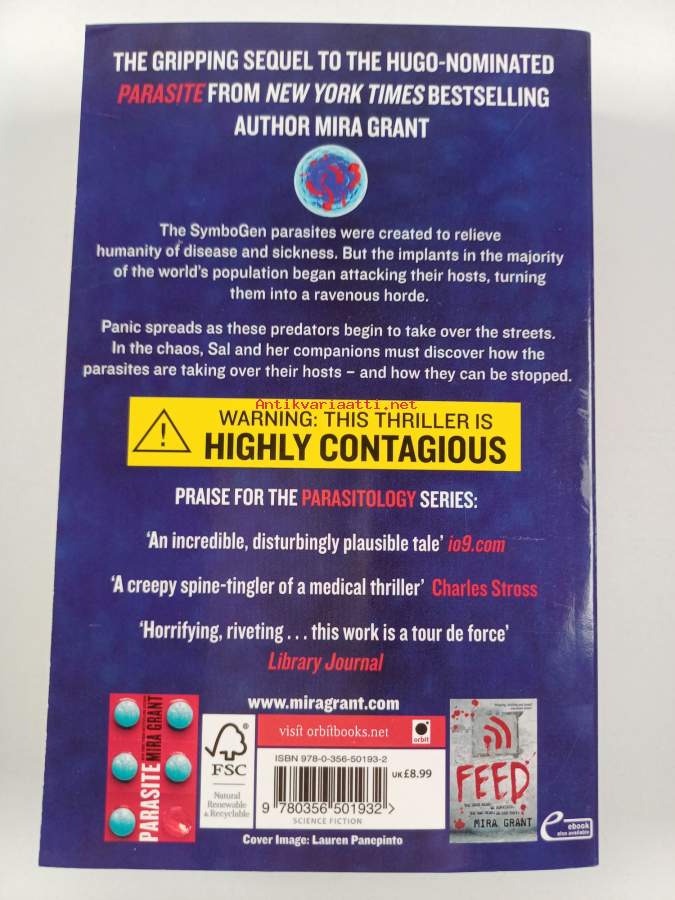 THE GRIPPING SEQUEL TO THE HUGO-NOMINATED
PARASITE FROM NEW YORK TIMES BESTSELLING
AUTHOR MIRA GRANT
The SymboGen parasites were created to relieve
humanity of disease and sickness. But the implants in the majority
of the world's population began attacking their hosts, turning
them into a ravenous horde.
Panic spreads as these predators begin to take over the streets.
In the chaos, Sal and her companions must discover how the
parasites are taking over their hosts – and how they can be stopped.
Antikvariaatti.net
WARNING: THIS THRILLER IS
HIGHLY CONTAGIOUS
PRAISE FOR THE PARASITOLOGY SERIES:
'An incredible, disturbingly plausible tale' io9.com
'A creepy spine-tingler of a medical thriller' Charles Stross
'Horrifying, riveting . . . this work is a tour de force'
Library Journal
www.miragrant.com
PARASITE
MIRA GRANT
FSC
Natural
Renewable
& Recyclable
visit orbitbooks.net
orbit
ISBN 978-0-356-50193-2
UK £8.99
9 780356 501932 >
SCIENCE FICTION
FEED
MIRA GRANT
ebook
also available
Cover Image: Lauren Panepinto